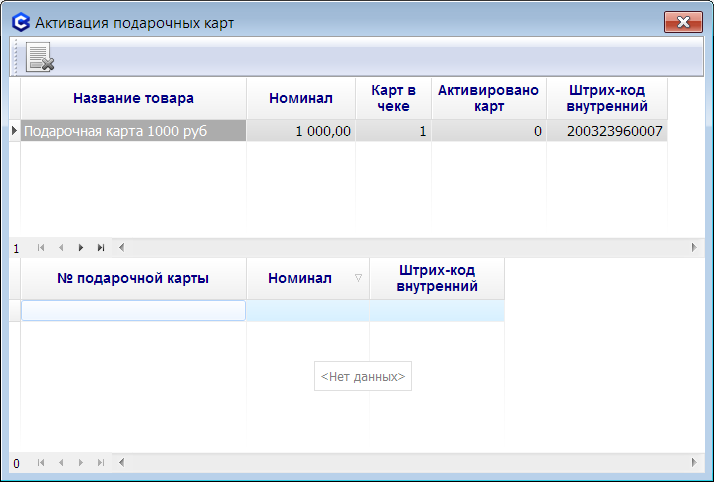 Активация подарочных карт
Название товара
Номинал
Карт в
чеке
Активировано
карт
Штрих-код
внутренний
Подарочная карта 1000 руб
1 000,00
1
0
200323960007
1
№ подарочной карты
Номинал
Штрих-код
внутренний
<Нет данных>
0